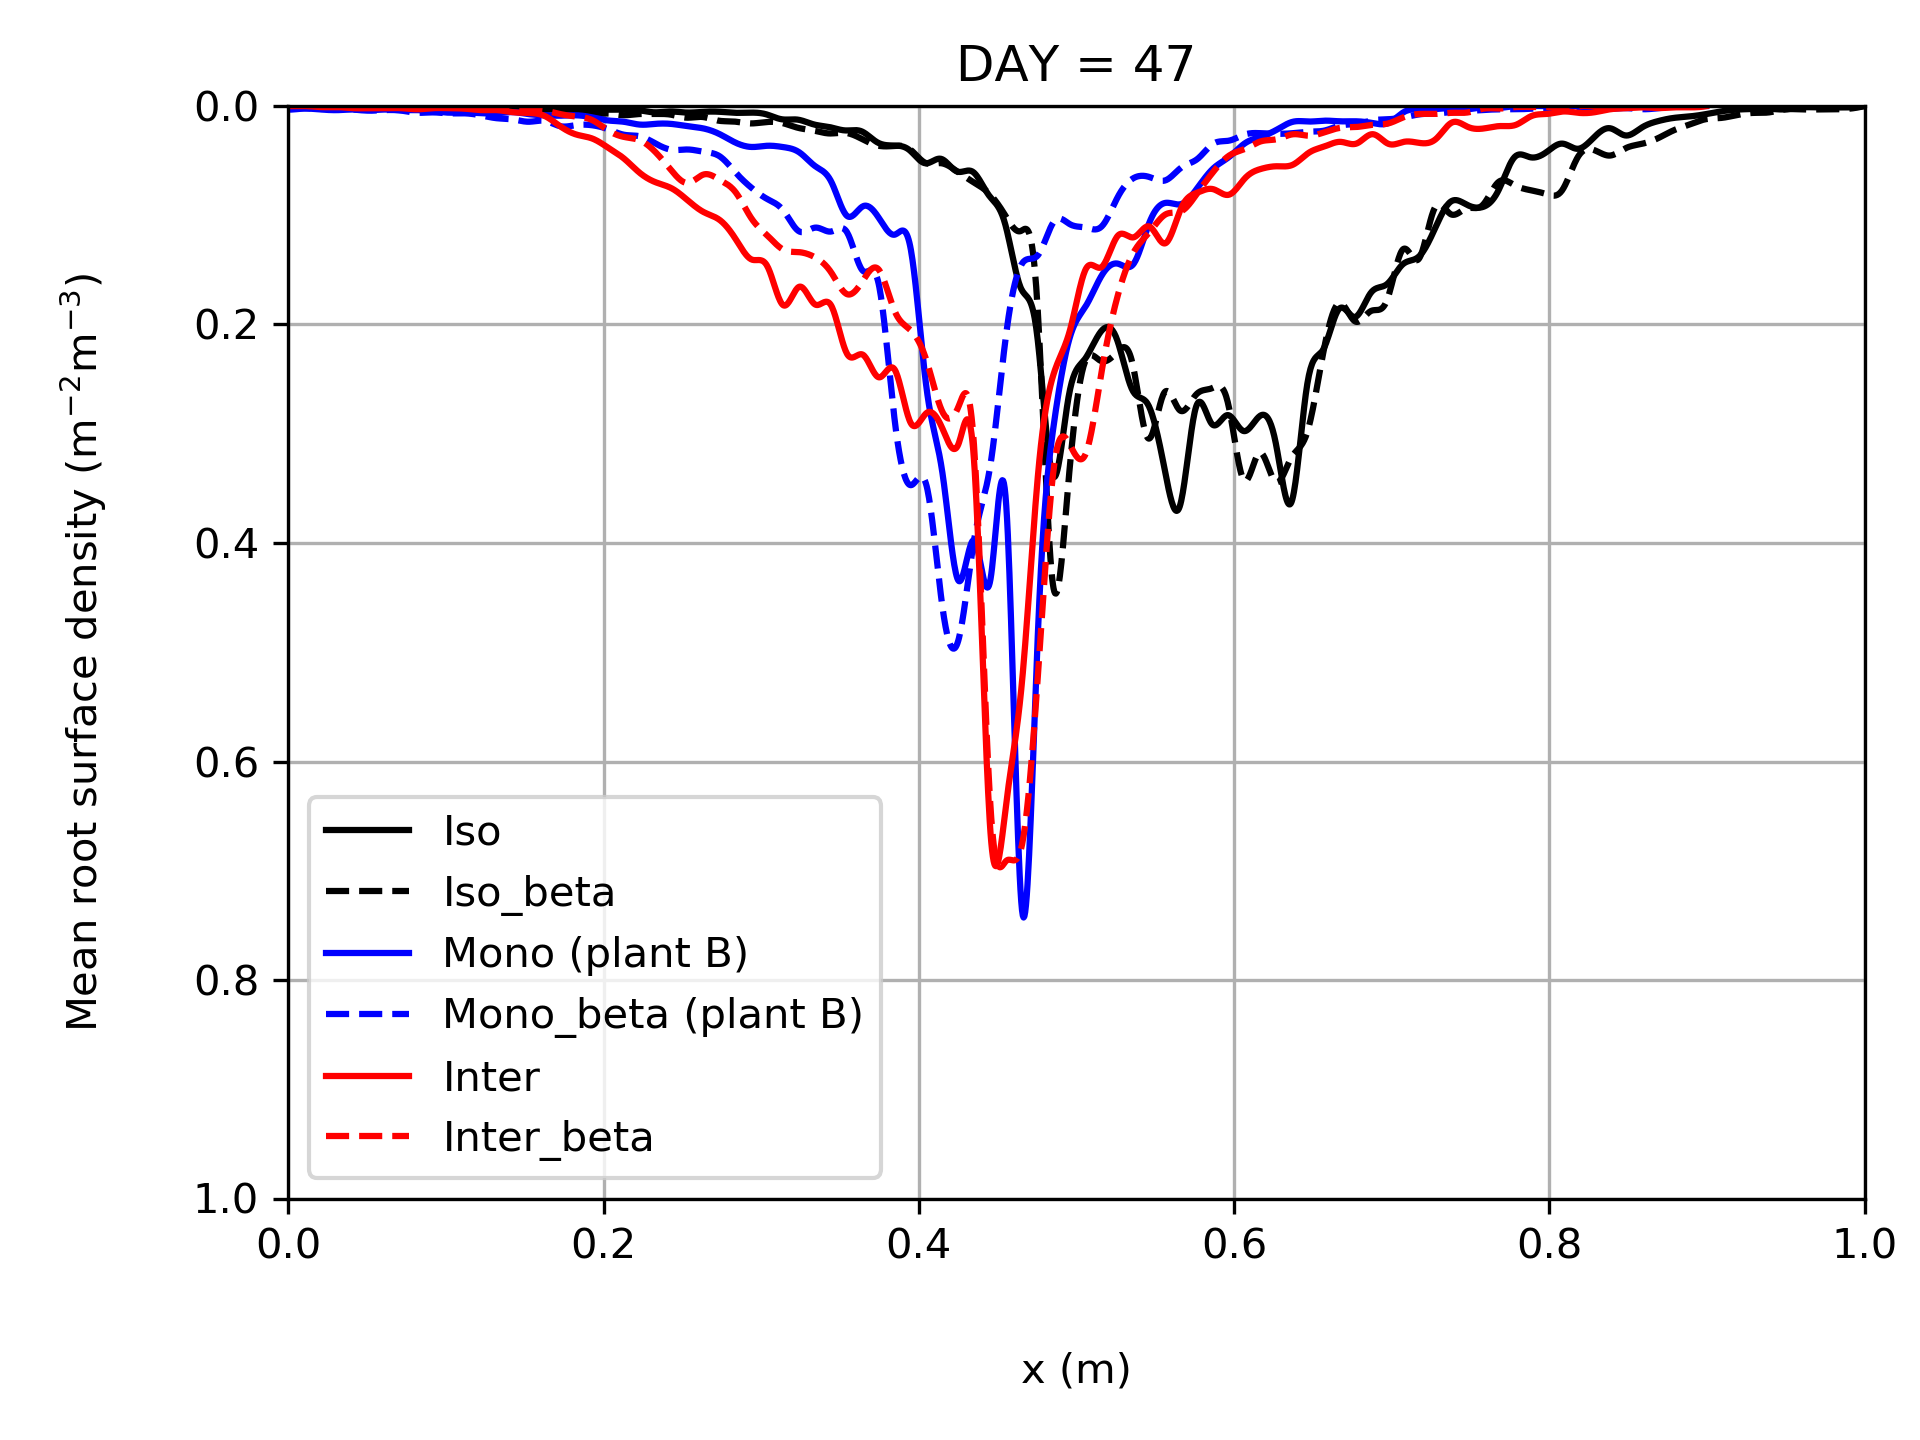 DAY = 47
Mean root surface density (m⁻²m⁻³)
0.0
0.2
0.4
0.6
0.8
1.0
Iso
Iso_beta
Mono (plant B)
Mono_beta (plant B)
Inter
Inter_beta
0.0 0.2 0.4 0.6 0.8 1.0
x (m)